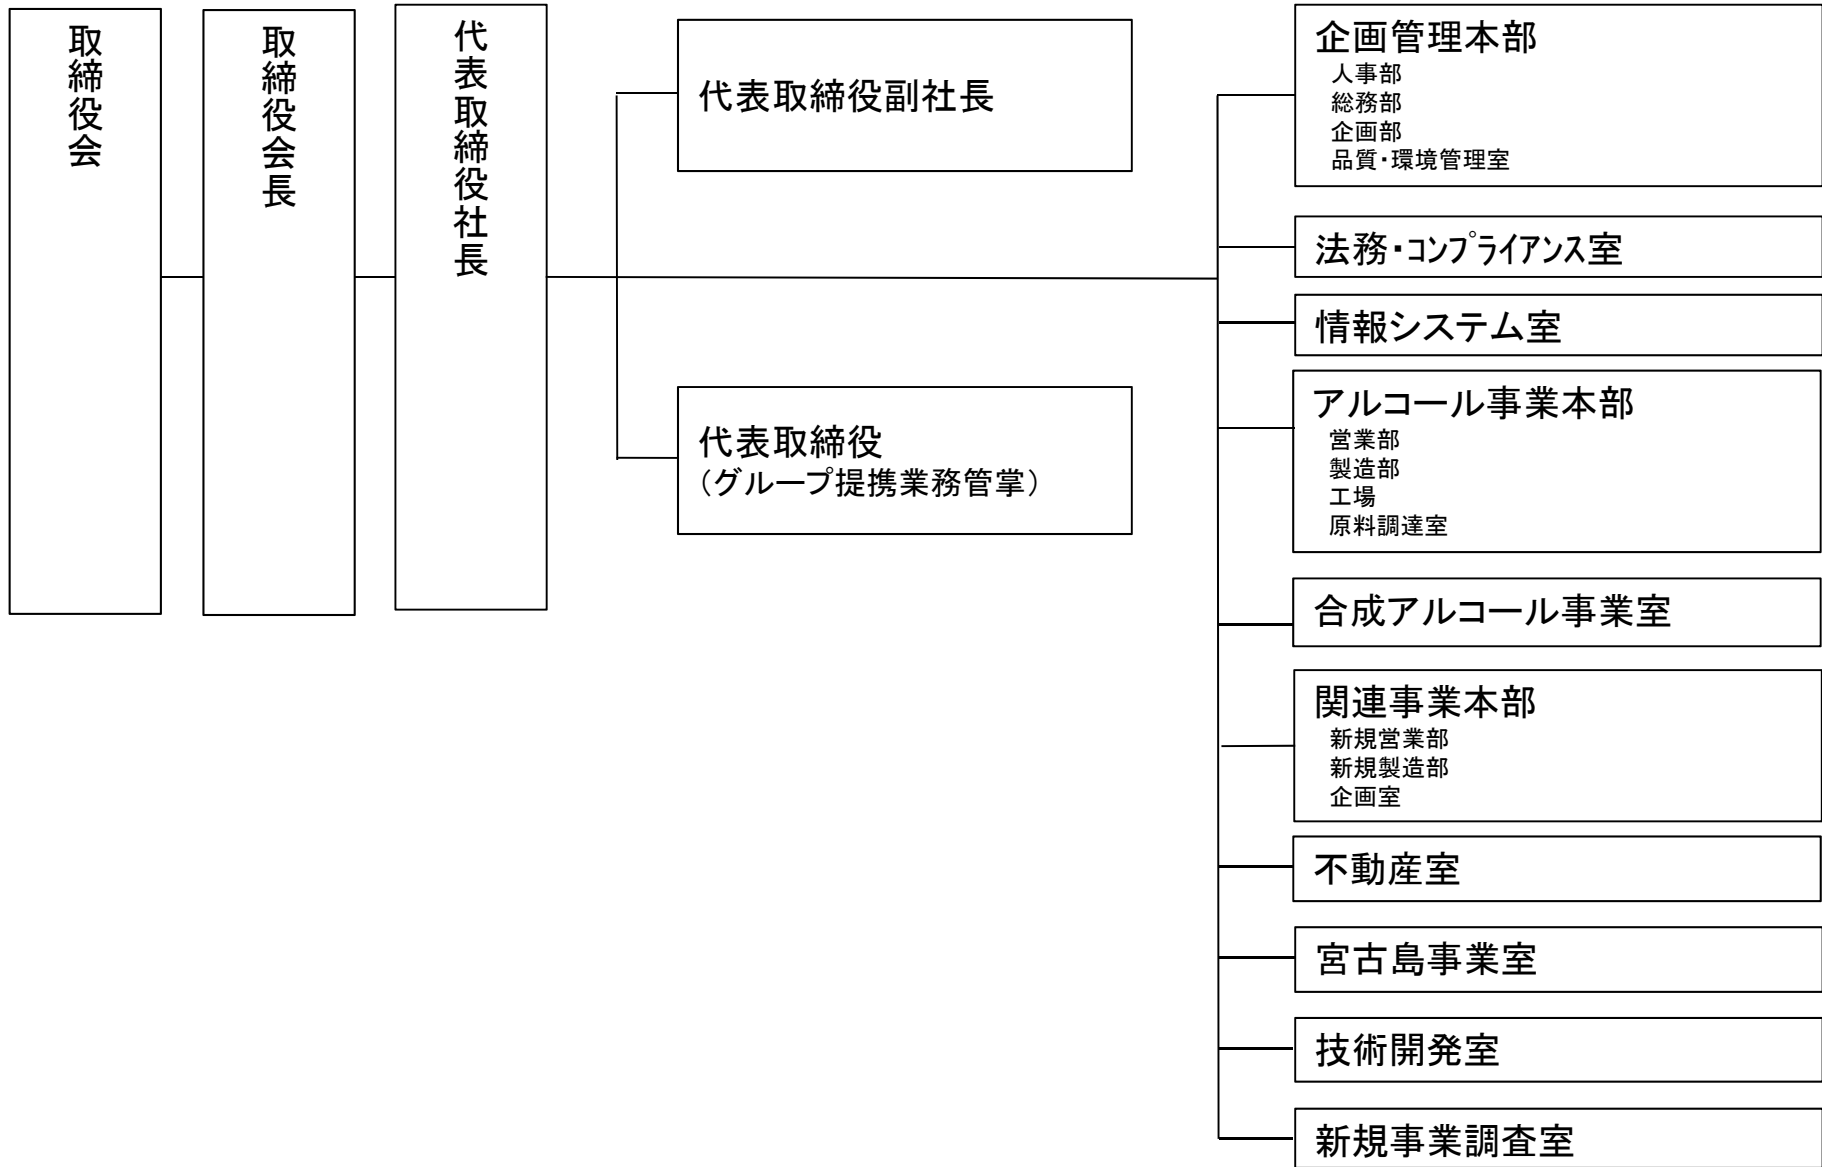 取締役会
取締役会長
代表取締役社長
代表取締役副社長
代表取締役
（グループ提携業務管掌）
企画管理本部
人事部
総務部
企画部
品質・環境管理室
法務・コンプライアンス室
情報システム室
アルコール事業本部
営業部
製造部
工場
原料調達室
合成アルコール事業室
関連事業本部
新規営業部
新規製造部
企画室
不動産室
宮古島事業室
技術開発室
新規事業調査室